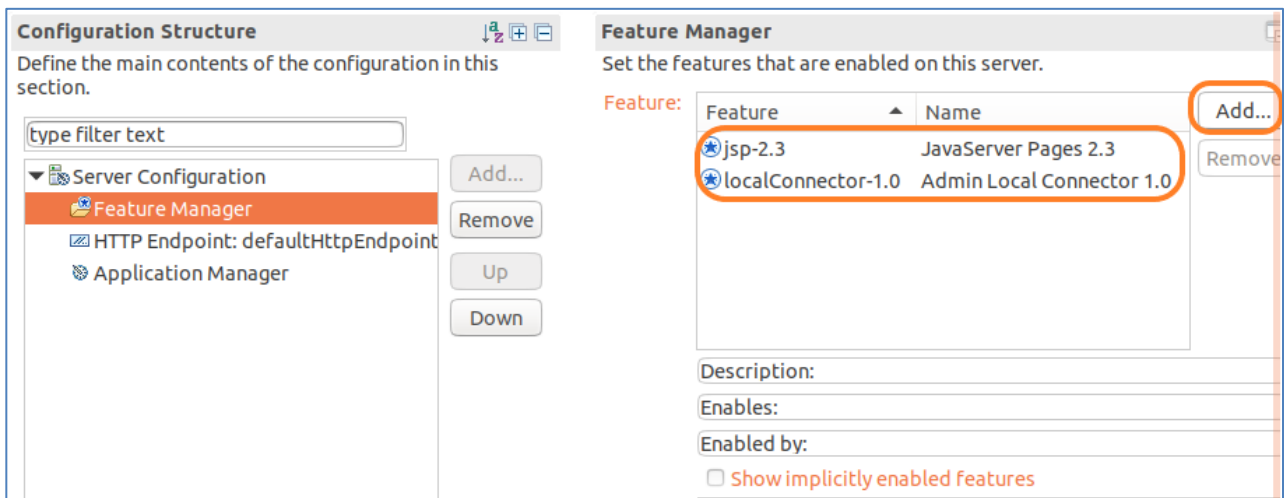 Configuration Structure
Define the main contents of the configuration in this
section.
type filter text
Server Configuration
Feature Manager
HTTP Endpoint: defaultHttpEndpoint
Application Manager
Add...
Remove
Up
Down
Feature Manager
Set the features that are enabled on this server.
Feature:
Feature Name
jsp-2.3 JavaServer Pages 2.3
localConnector-1.0 Admin Local Connector 1.0
Add...
Remove
Description:
Enables:
Enabled by:
Show implicitly enabled features